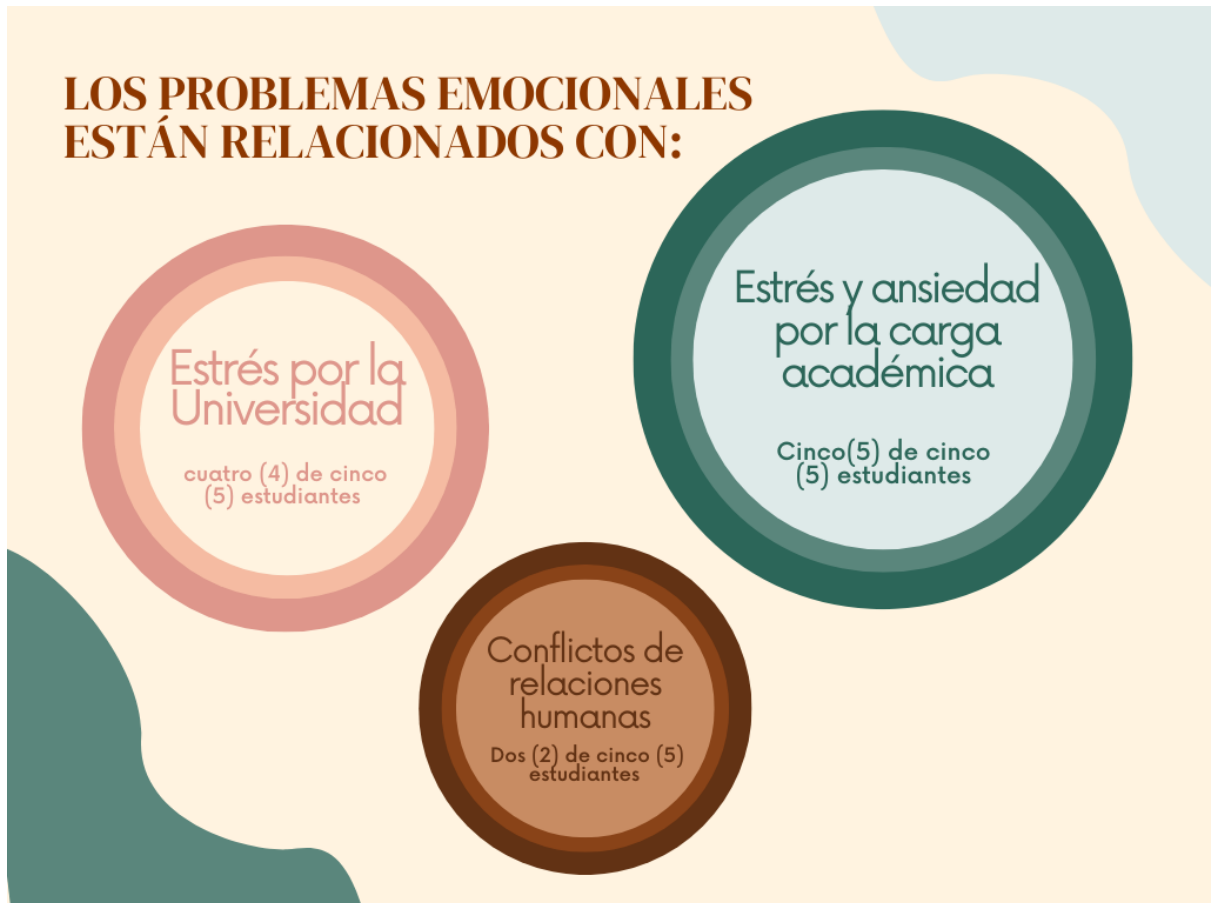 LOS PROBLEMAS EMOCIONALES
ESTÁN RELACIONADOS CON:
Estrés por la
Universidad
cuatro (4) de cinco
(5) estudiantes
Estrés y ansiedad
por la carga
académica
Cinco(5) de cinco
(5) estudiantes
Conflictos de
relaciones
humanas
Dos (2) de cinco (5)
estudiantes